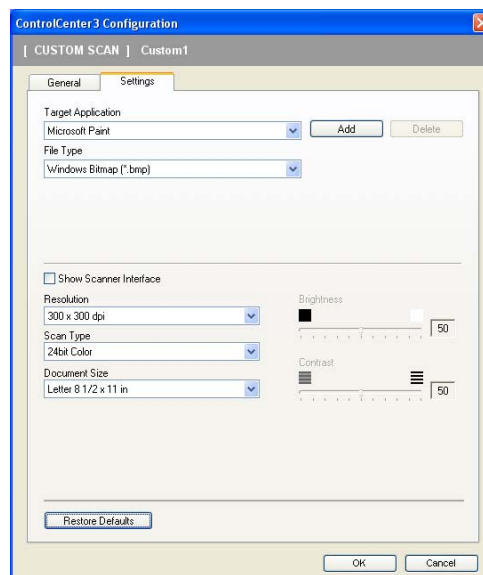 ControlCenter3 Configuration
[ CUSTOM SCAN ] Custom1
General Settings
Target Application
Microsoft Paint Add Delete
File Type
Windows Bitmap (*.bmp)
Show Scanner Interface
Resolution Brightness
300 x 300 dpi 50
Scan Type
24bit Color
Document Size Contrast
Letter 8 1/2 x 11 in 50
Restore Defaults
OK Cancel